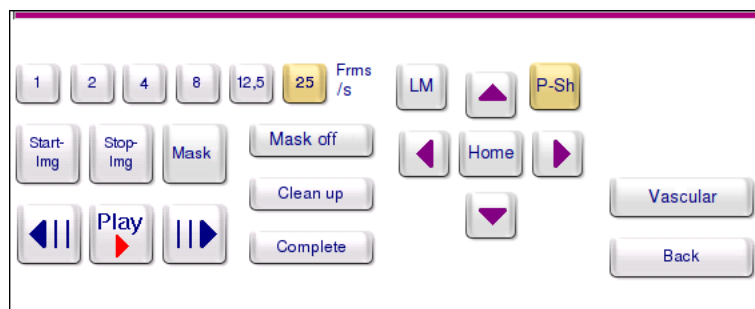 1 2 4 8 12,5 25 Frms
/s
LM P-Sh
Start-
Img
Stop-
Img
Mask
Mask off
Home
Clean up
Vascular
Play
Complete
Back